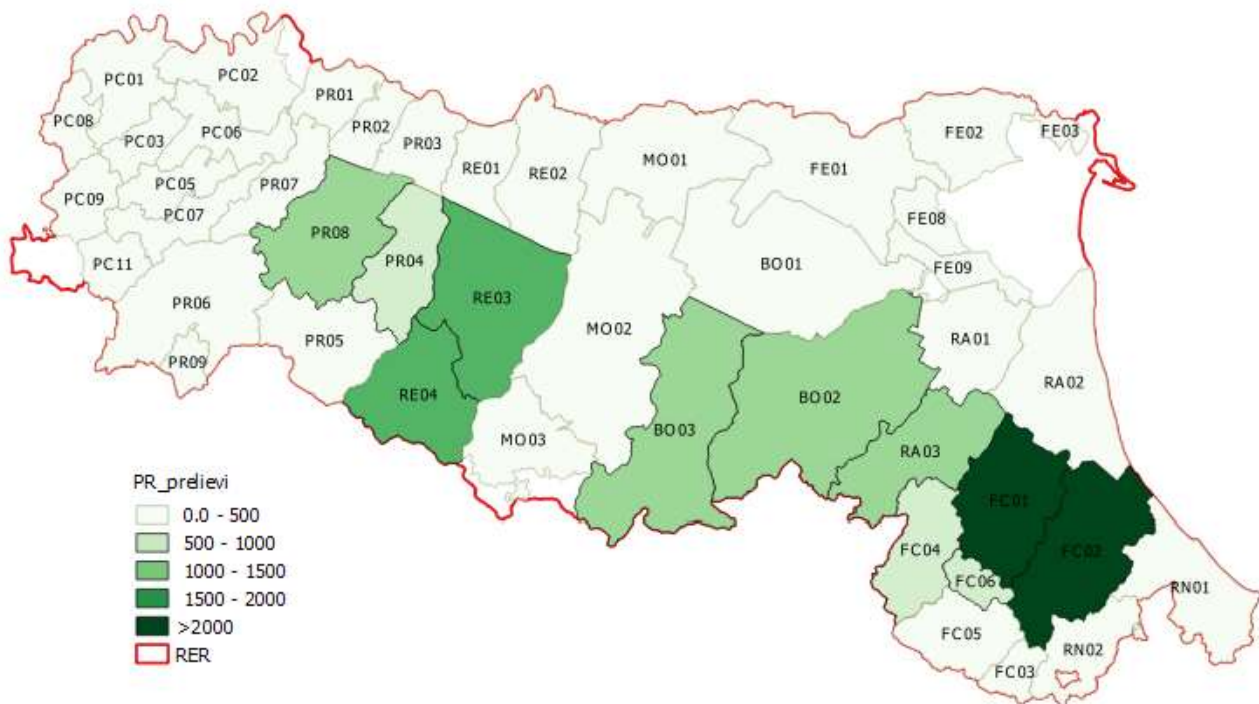 PC01
PC02
PR01
PC08
PC03
PC06
PR02
PR03
RE01
RE02
MO01
FE01
FE02
FE03
PC09
PC05
PC07
PR07
PC11
PR08
PR04
BO01
FE08
FE09
PR06
PR05
PR09
RE03
RE04
MO02
MO03
BO03
BO02
RA01
RA02
RA03
FC01
FC02
FC04
FC06
FC05
FC03
RN01
RN02
PR_prelievi
0.0 - 500
500 - 1000
1000 - 1500
1500 - 2000
>2000
RER